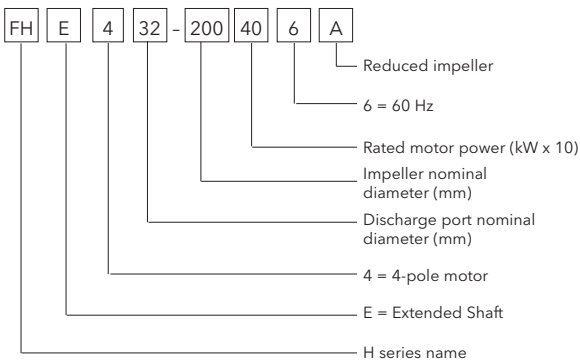 FH E 4 32 - 200 40 6 A
Reduced impeller
6 = 60 Hz
Rated motor power (kW x 10)
Impeller nominal
diameter (mm)
Discharge port nominal
diameter (mm)
4 = 4-pole motor
E = Extended Shaft
H series name